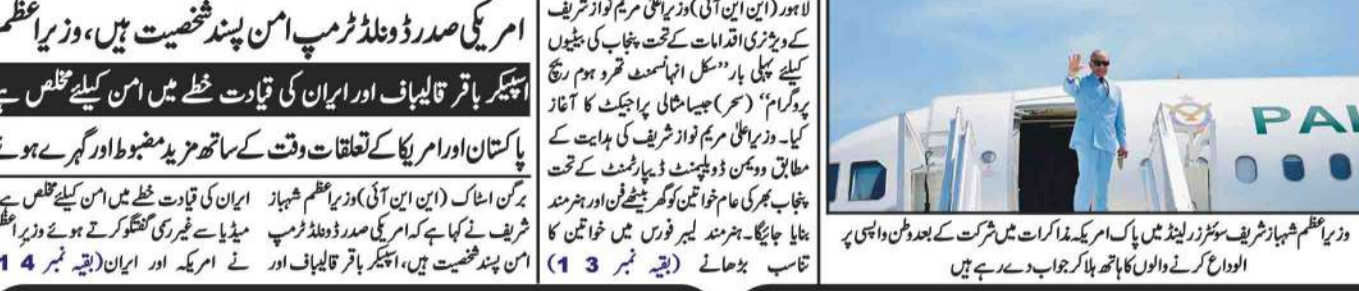 امریکی صدر ڈونلڈ ٹرمپ امن پسند شخصیت ہیں، وزیراعظم
اسپیکر باقر قالیباف اور ایران کی قیادت خطے میں امن کیلئے مخلص ہے
پاکستان اور امریکا کے تعلقات وقت کے ساتھ مزید مضبوط اور گہرے ہوئے
برگن اسٹاک (این این آئی) وزیراعظم شہباز
شریف نے کہا ہے کہ امریکی صدر ڈونلڈ ٹرمپ
امن پسند شخصیت ہیں، اسپیکر باقر قالیباف اور
ایران کی قیادت خطے میں امن کیلئے مخلص ہے
میڈیا سے غیر رسمی گفتگو کرتے ہوئے وزیراعظم
نے امریکہ اور ایران (بقیہ نمبر 14
لاہور (این این آئی) وزیراعلیٰ مریم نواز شریف
کے ویژنری اقدامات کے تحت پنجاب کی بیٹیوں
کیلئے پہلی بار ”سکل انہانسمنٹ تھرو ہوم ریچ
پروگرام“ (سحر) جیسا مثالی پراجیکٹ کا آغاز
کیا۔ وزیراعلیٰ مریم نواز شریف کی ہدایت کے
مطابق وویمن ڈویلپمنٹ ڈیپارٹمنٹ کے تحت
پنجاب بھر کی عام خواتین کو گھر بیٹھے فن اور ہنرمند
بنایا جائیگا۔ ہنرمند لیبر فورس میں خواتین کا
تناسب بڑھانے (بقیہ نمبر 13)
PA
وزیراعظم شہباز شریف سوئٹزرلینڈ میں پاک امریکہ مذاکرات میں شرکت کے بعد وطن واپسی پر
الوداع کرنے والوں کا ہاتھ ہلا کر جواب دے رہے ہیں